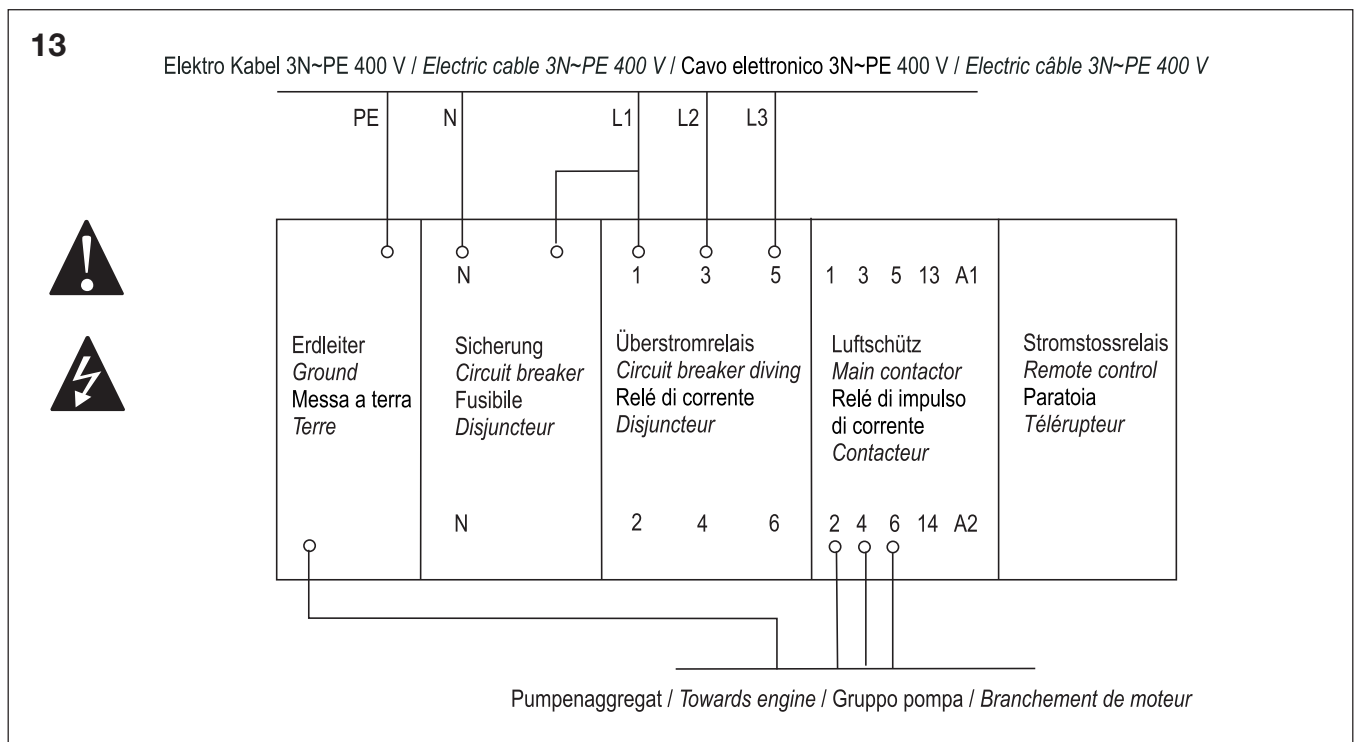 13
Elektro Kabel 3N~PE 400 V / Electric cable 3N~PE 400 V / Cavo elettronico 3N~PE 400 V / Electric câble 3N~PE 400 V
PE N L1 L2 L3
N 1 3 5 1 3 5 13 A1
Erdleiter
Ground
Messa a terra
Terre
Sicherung
Circuit breaker
Fusibile
Disjuncteur
Überstromrelais
Circuit breaker diving
Relé di corrente
Disjuncteur
Luftschütz
Main contactor
Relé di impulso
di corrente
Contacteur
Stromstossrelais
Remote control
Paratoia
Télérupteur
N 2 4 6 2 4 6 14 A2
Pumpenaggregat / Towards engine / Gruppo pompa / Branchement de moteur